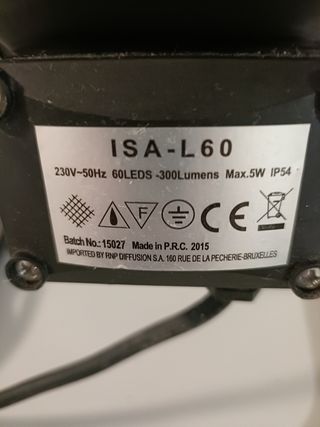 ISA-L60
230V~50Hz 60LEDS -300Lumens Max.5W IP54
F
CE
Batch No.: 15027 Made in P.R.C. 2015
IMPORTED BY RNP DIFFUSION S.A. 160 RUE DE LA PECHERIE-BRUXELLES